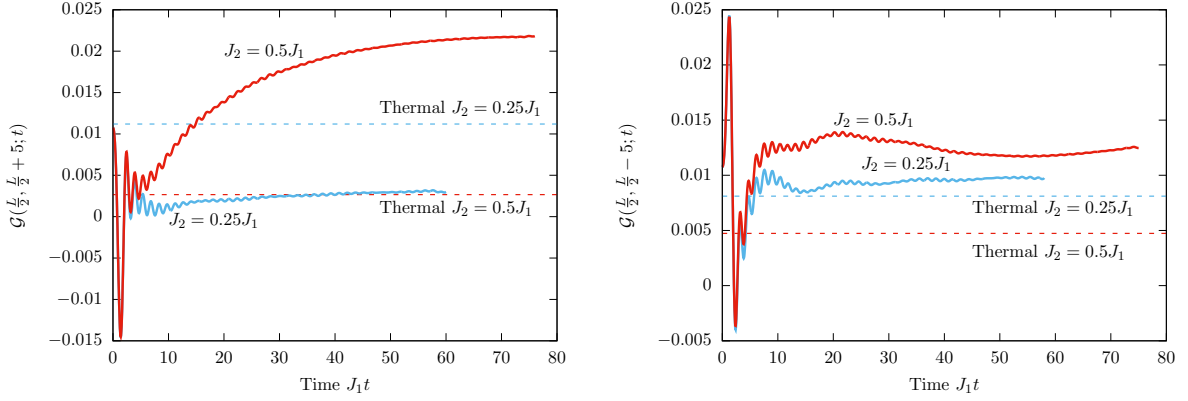 0.025
0.02
0.015
0.01
0.005
0
−0.005
−0.01
−0.015
0 10 20 30 40 50 60 70 80
Time J₁t
𝒢(L/2, L/2 + 5; t)
J₂ = 0.5J₁
Thermal J₂ = 0.25J₁
Thermal J₂ = 0.5J₁
J₂ = 0.25J₁
0.025
0.02
0.015
0.01
0.005
0
−0.005
0 10 20 30 40 50 60 70 80
Time J₁t
𝒢(L/2, L/2 − 5; t)
J₂ = 0.5J₁
J₂ = 0.25J₁
Thermal J₂ = 0.25J₁
Thermal J₂ = 0.5J₁